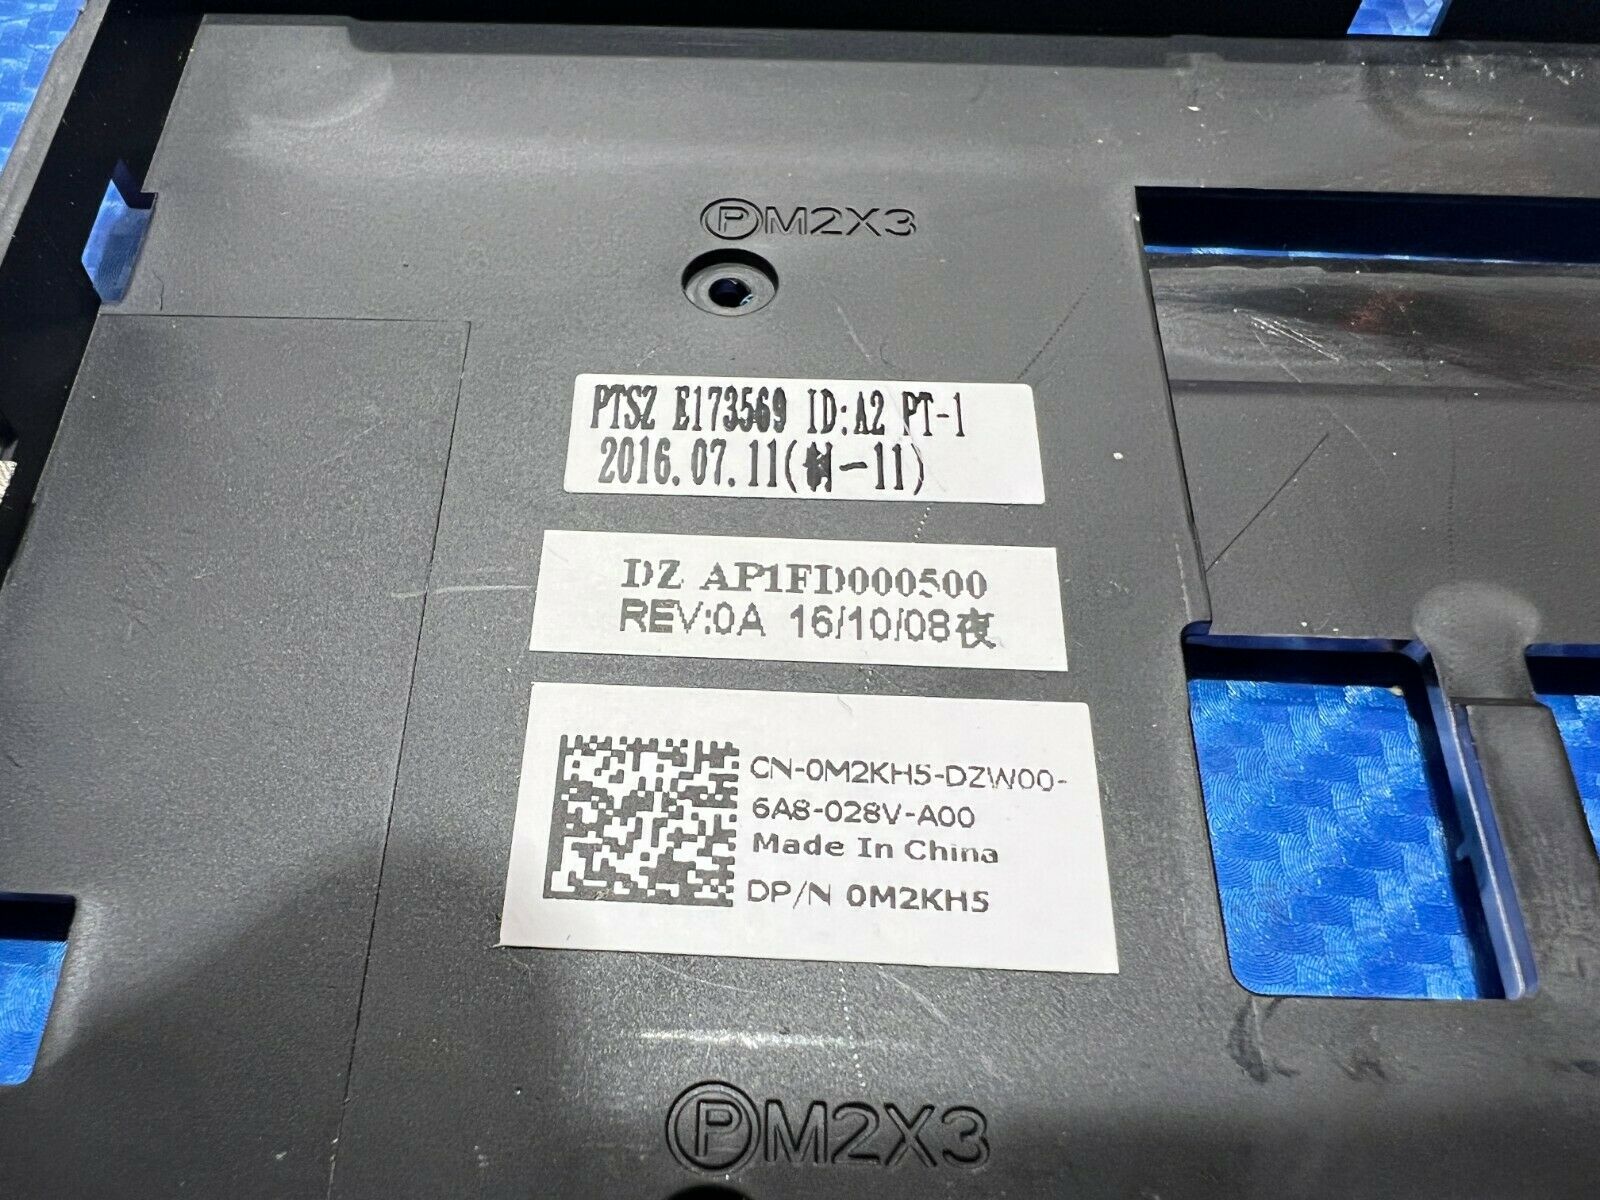 ⓅM2X3
PTSZ E173569 ID:A2 PT-1
2016.07.11(-11)
DZ AP1FD000500
REV:0A 16/10/08夜
CN-0M2KH5-DZW00-
6A8-028V-A00
Made In China
DP/N 0M2KH5
ⓅM2X3